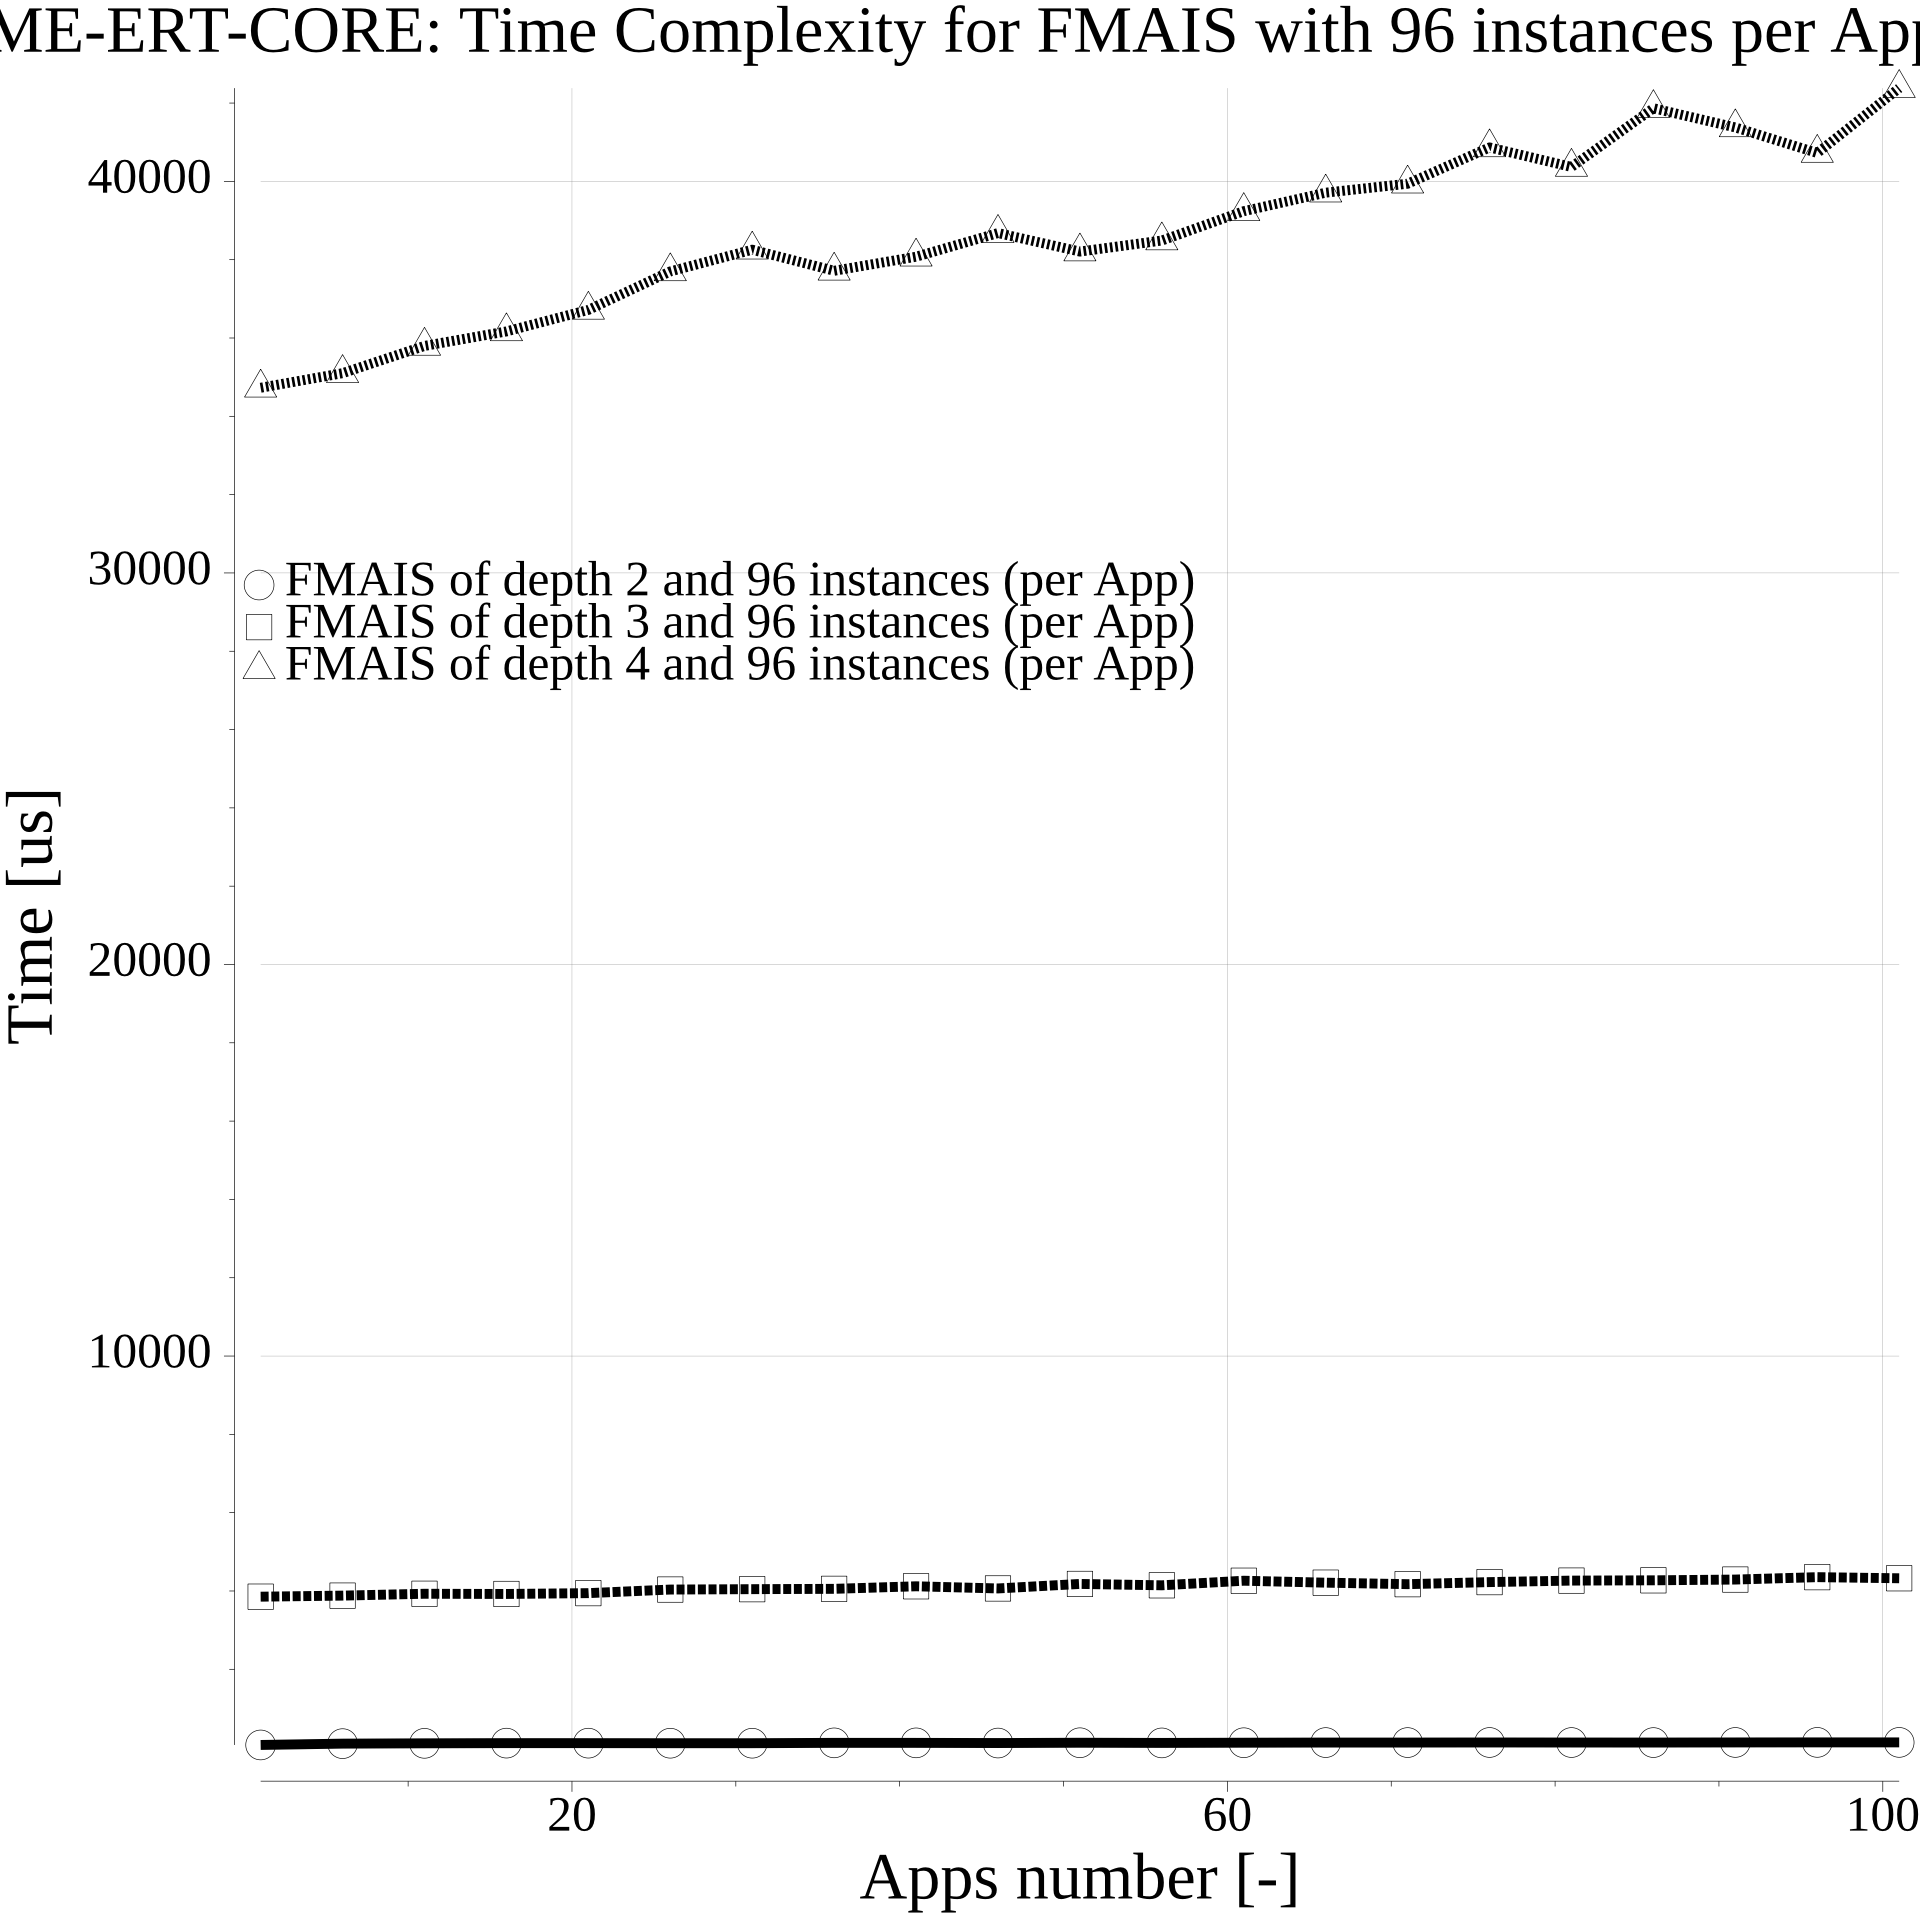 ME-ERT-CORE: Time Complexity for FMAIS with 96 instances per App
40000
30000
FMAIS of depth 2 and 96 instances (per App)
FMAIS of depth 3 and 96 instances (per App)
FMAIS of depth 4 and 96 instances (per App)
Time [us]
20000
10000
20 60 100
Apps number [-]